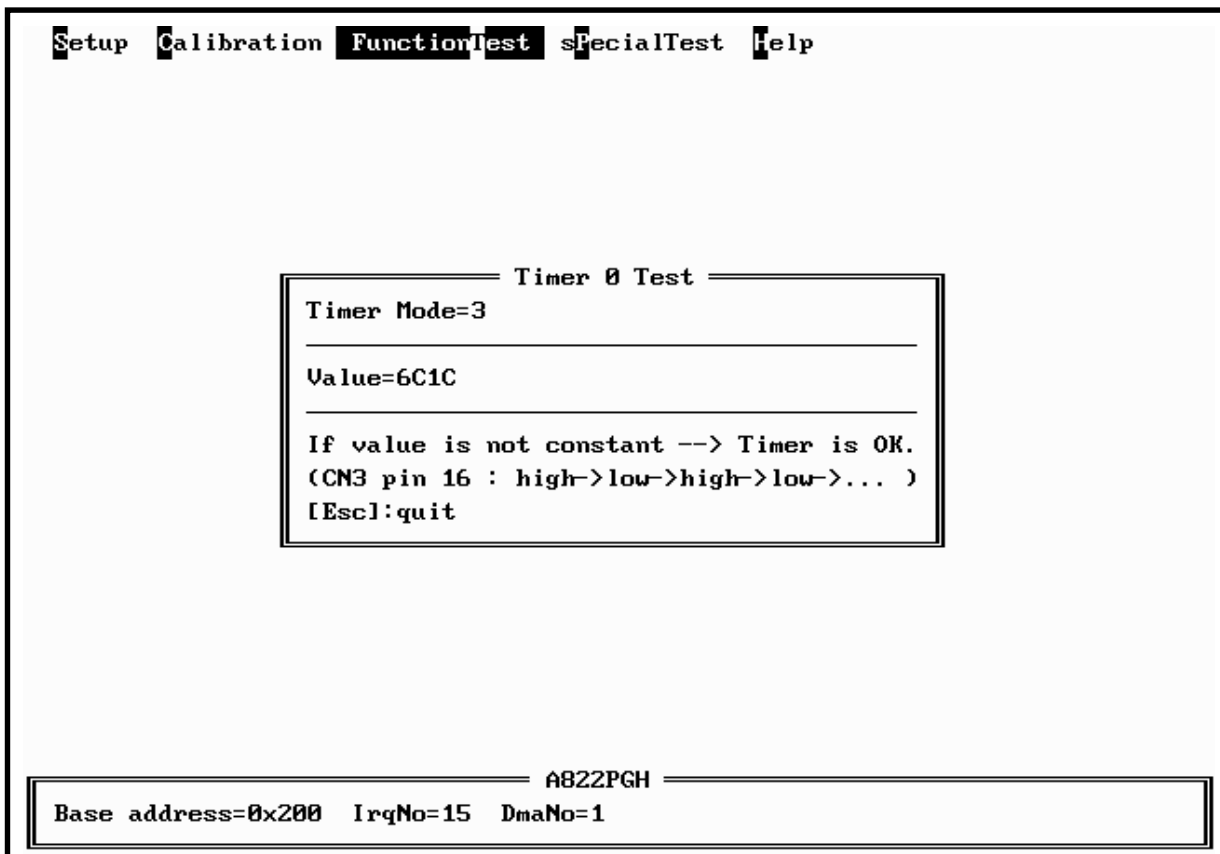 Setup Calibration FunctionTest sPecialTest Help
Timer 0 Test
Timer Mode=3
Value=6C1C
If value is not constant --> Timer is OK.
(CN3 pin 16 : high->low->high->low->... )
[Esc]:quit
A822PGH
Base address=0x200 IrqNo=15 DmaNo=1